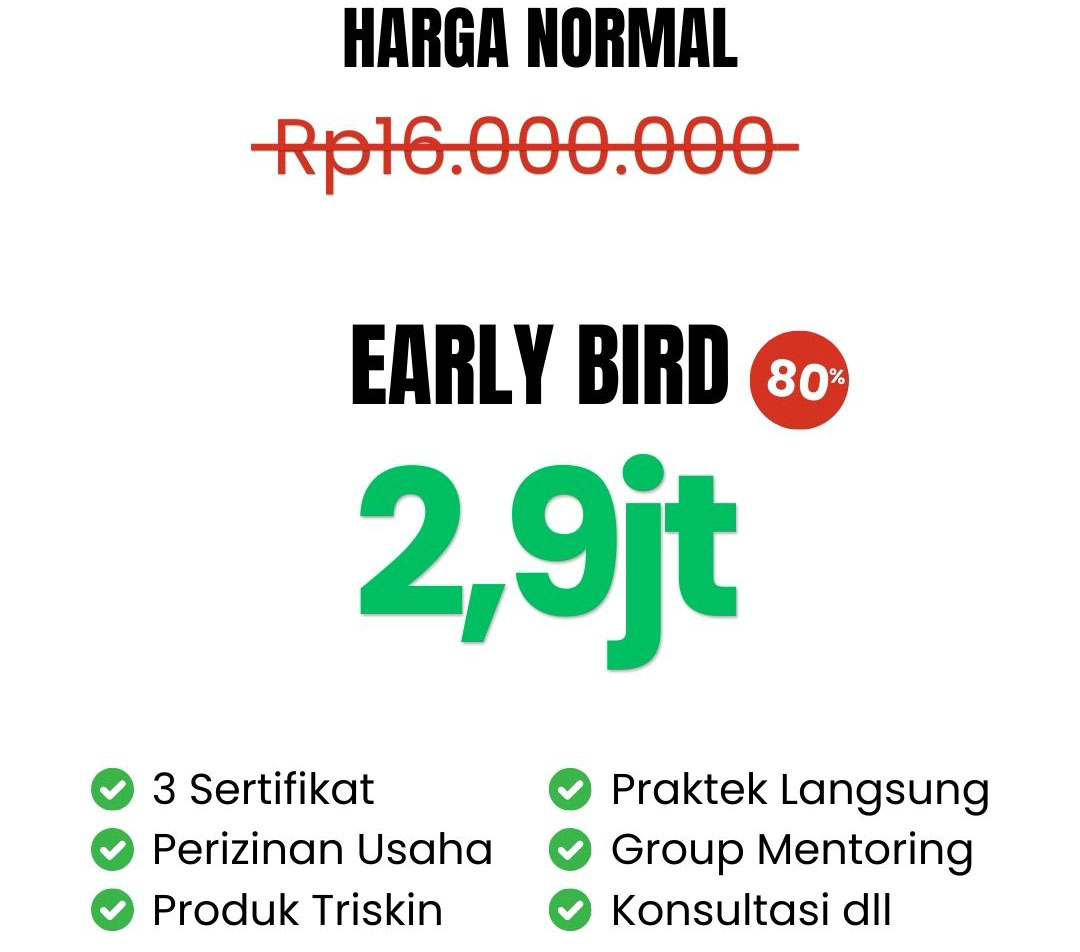 HARGA NORMAL
Rp16.000.000
EARLY BIRD
80%
2,9jt
3 Sertifikat
Perizinan Usaha
Produk Triskin
Praktek Langsung
Group Mentoring
Konsultasi dll